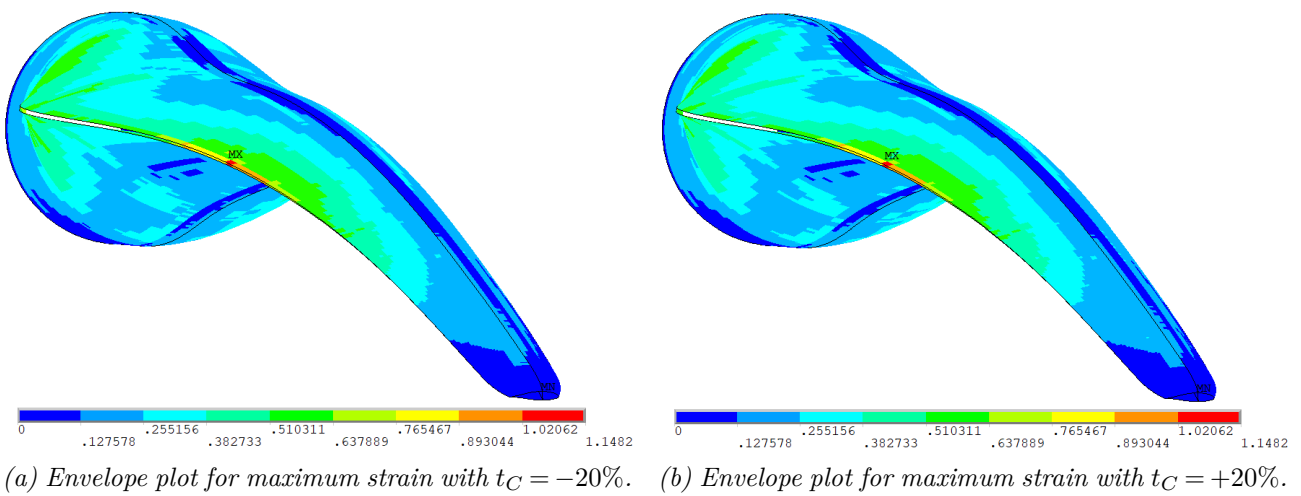 MX
MX
MN
MN
0 .255156 .510311 .765467 1.02062
.127578 .382733 .637889 .893044 1.1482
0 .255156 .510311 .765467 1.02062
.127578 .382733 .637889 .893044 1.1482
(a) Envelope plot for maximum strain with t_C = −20%.
(b) Envelope plot for maximum strain with t_C = +20%.